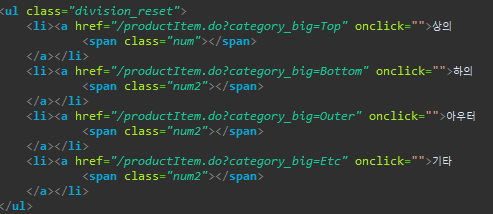 <ul class="division_reset">
<li><a href="/productItem.do?category_big=Top" onclick="">상의
<span class="num"></span>
</a></li>
<li><a href="/productItem.do?category_big=Bottom" onclick="">하의
<span class="num2"></span>
</a></li>
<li><a href="/productItem.do?category_big=Outer" onclick="">아우터
<span class="num2"></span>
</a></li>
<li><a href="/productItem.do?category_big=Etc" onclick="">기타
<span class="num2"></span>
</a></li>
</ul>